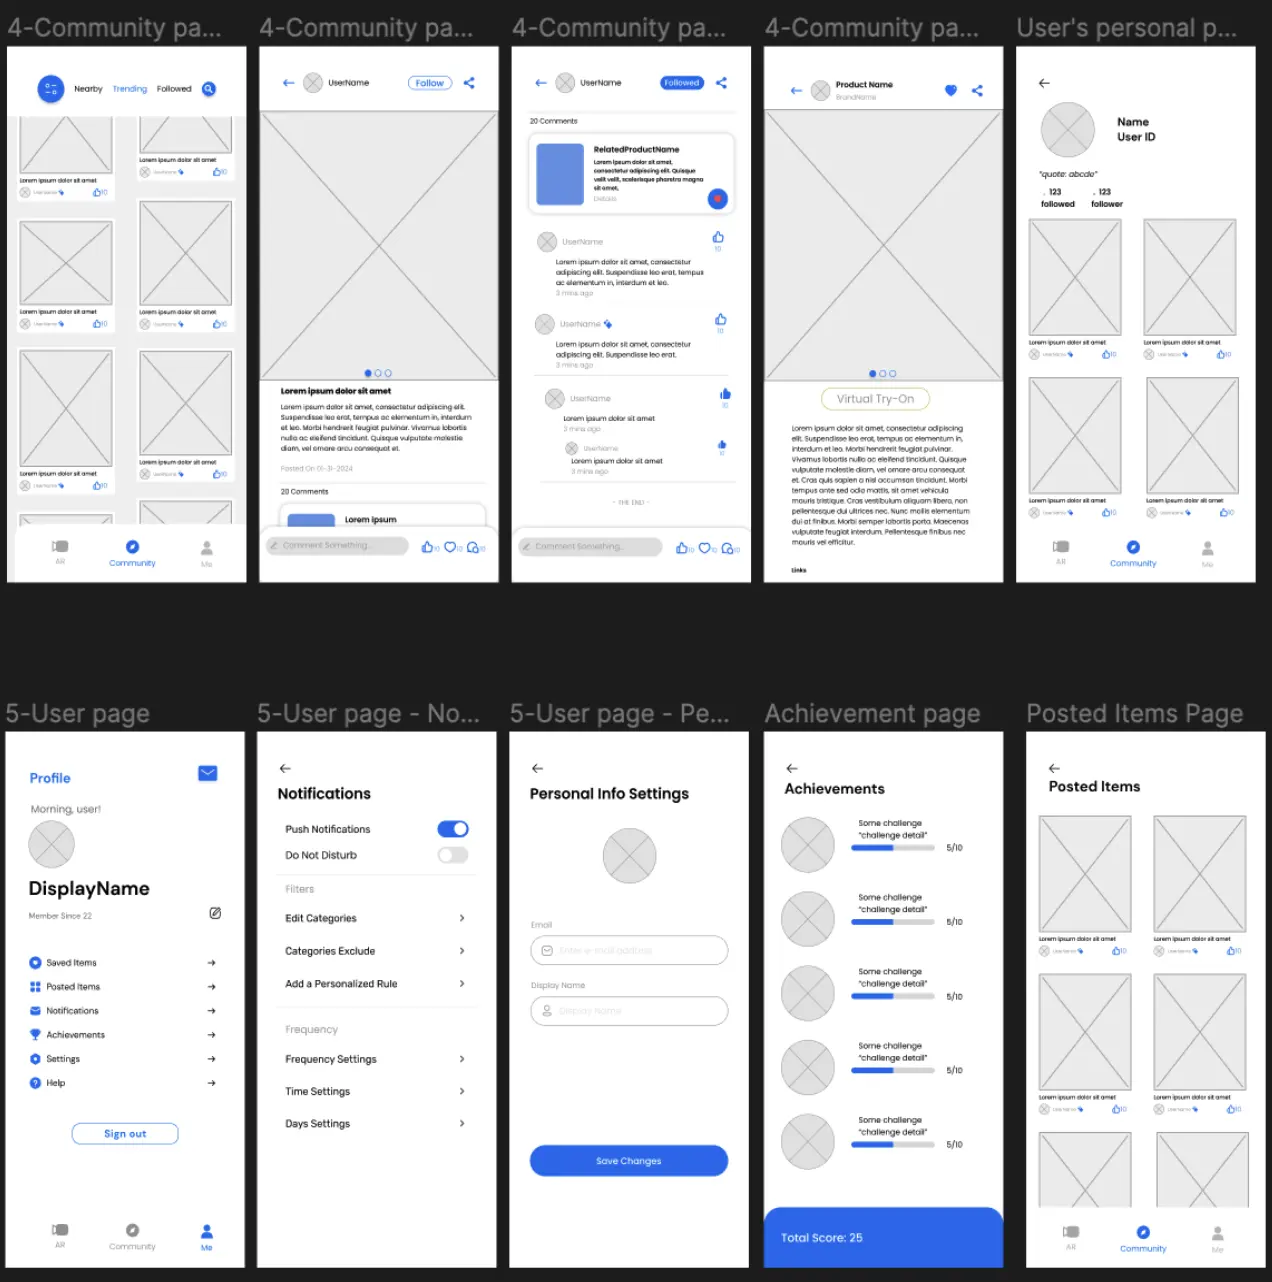 4-Community pa...
4-Community pa...
4-Community pa...
4-Community pa...
User's personal p...
Nearby Trending Followed
Lorem ipsum dolor sit amet
UserName 10
Lorem ipsum dolor sit amet
UserName 10
Lorem ipsum dolor sit amet
UserName 10
Lorem ipsum dolor sit amet
UserName 10
Lorem ipsum dolor sit amet
UserName 10
Lorem ipsum dolor sit amet
UserName 10
AR Community Me
UserName Follow
Lorem ipsum dolor sit amet
Lorem ipsum dolor sit amet, consectetur adipiscing elit.
Suspendisse leo erat, tempus ac elementum in, interdum
et leo. Morbi hendrerit feugiat pulvinar. Vivamus lobortis
nulla ac eleifend tincidunt. Quisque vulputate molestie
diam, vel ornare arcu consequat et.
Posted On 01-31-2024
20 Comments
Lorem ipsum
Comment Something... 10 10 10
UserName Followed
20 Comments
RelatedProductName
Lorem ipsum dolor sit amet,
consectetur adipiscing elit. Quisque
velit velit, scelerisque pharetra magna
sit amet,
Details
UserName
10
Lorem ipsum dolor sit amet, consectetur
adipiscing elit. Suspendisse leo erat, tempus
ac elementum in, interdum et leo.
3 mins ago
UserName
10
Lorem ipsum dolor sit amet, consectetur
adipiscing elit. Suspendisse leo erat.
3 mins ago
UserName
10
Lorem ipsum dolor sit amet
2 mins ago
UserName
10
Lorem ipsum dolor sit amet
2 mins ago
- THE END -
Comment Something... 10 10 10
Product Name
BrandName
Virtual Try-On
Lorem ipsum dolor sit amet, consectetur adipiscing
elit. Suspendisse leo erat, tempus ac elementum in,
interdum et leo. Morbi hendrerit feugiat pulvinar.
Vivamus lobortis nulla ac eleifend tincidunt. Quisque
vulputate molestie diam, vel ornare arcu consequat
et. Cras quis sapien a nisl accumsan tincidunt. Morbi
tempus ante sed odio mattis, sit amet vehicula
mauris tristique. Cras vestibulum aliquam libero, non
pellentesque dui ultrices nec. Nunc mollis elementum
dui at finibus. Morbi semper lobortis porta. Maecenas
vulputate fermentum orci. Pellentesque finibus nec
mauris vel efficitur.
Links
Name
User ID
"quote: abcde"
. 123 . 123
followed follower
Lorem ipsum dolor sit amet Lorem ipsum dolor sit amet
UserName 10 UserName 10
Lorem ipsum dolor sit amet Lorem ipsum dolor sit amet
UserName 10 UserName 10
AR Community Me
5-User page
5-User page - No...
5-User page - Pe...
Achievement page
Posted Items Page
Profile
Morning, user!
DisplayName
Member Since 22
Saved Items
Posted Items
Notifications
Achievements
Settings
Help
Sign out
AR Community Me
Notifications
Push Notifications
Do Not Disturb
Filters
Edit Categories
Categories Exclude
Add a Personalized Rule
Frequency
Frequency Settings
Time Settings
Days Settings
Personal Info Settings
Email
Enter e-mail address
Display Name
Display Name
Save Changes
Achievements
Some challenge
"challenge detail"
5/10
Some challenge
"challenge detail"
5/10
Some challenge
"challenge detail"
5/10
Some challenge
"challenge detail"
5/10
Some challenge
"challenge detail"
5/10
Total Score: 25
Posted Items
Lorem ipsum dolor sit amet Lorem ipsum dolor sit amet
UserName 10 UserName 10
Lorem ipsum dolor sit amet Lorem ipsum dolor sit amet
UserName 10 UserName 10
AR Community Me